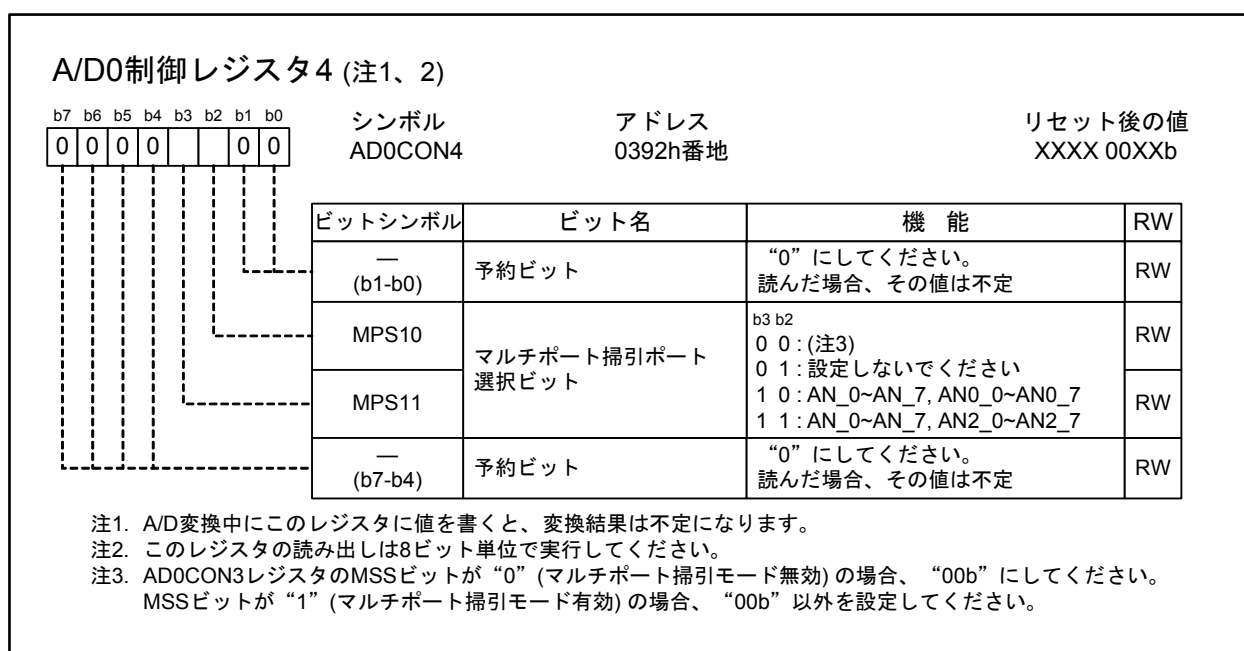 A/D0制御レジスタ4 (注1、2)
b7 b6 b5 b4 b3 b2 b1 b0
0 0 0 0 0 0
シンボル
AD0CON4
アドレス
0392h番地
リセット後の値
XXXX 00XXb
ビットシンボル ビット名 機 能 RW
—
(b1-b0)
予約ビット
“0”にしてください。
読んだ場合、その値は不定
RW
MPS10
マルチポート掃引ポート
選択ビット
b3 b2
0 0 : (注3)
0 1 : 設定しないでください
1 0 : AN_0~AN_7, AN0_0~AN0_7
1 1 : AN_0~AN_7, AN2_0~AN2_7
RW
MPS11
RW
—
(b7-b4)
予約ビット
“0”にしてください。
読んだ場合、その値は不定
RW
注1. A/D変換中にこのレジスタに値を書くと、変換結果は不定になります。
注2. このレジスタの読み出しは8ビット単位で実行してください。
注3. AD0CON3レジスタのMSSビットが“0” (マルチポート掃引モード無効) の場合、“00b”にしてください。
MSSビットが“1” (マルチポート掃引モード有効) の場合、“00b”以外を設定してください。